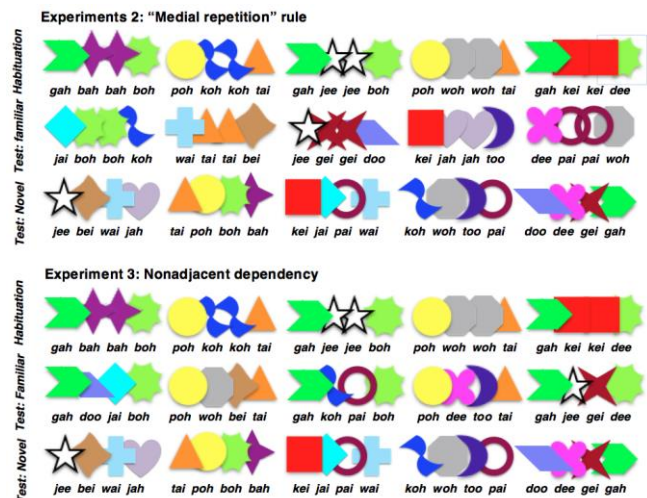 Experiments 2: “Medial repetition” rule
Habituation
gah bah bah boh poh koh koh tai gah jee jee boh poh woh woh tai gah kei kei dee
Test: familiar
jai boh boh koh wai tai tai bei jee gei gei doo kei jah jah too dee pai pai woh
Test: Novel
jee bei wai jah tai poh boh bah kei jai pai wai koh woh too pai doo dee gei gah
Experiment 3: Nonadjacent dependency
Habituation
gah bah bah boh poh koh koh tai gah jee jee boh poh woh woh tai gah kei kei dee
Test: Familiar
gah doo jai boh poh woh bei tai gah koh pai boh poh dee too tai gah jee gei dee
Test: Novel
jee bei wai jah tai poh boh bah kei jai pai wai koh woh too pai doo dee gei gah